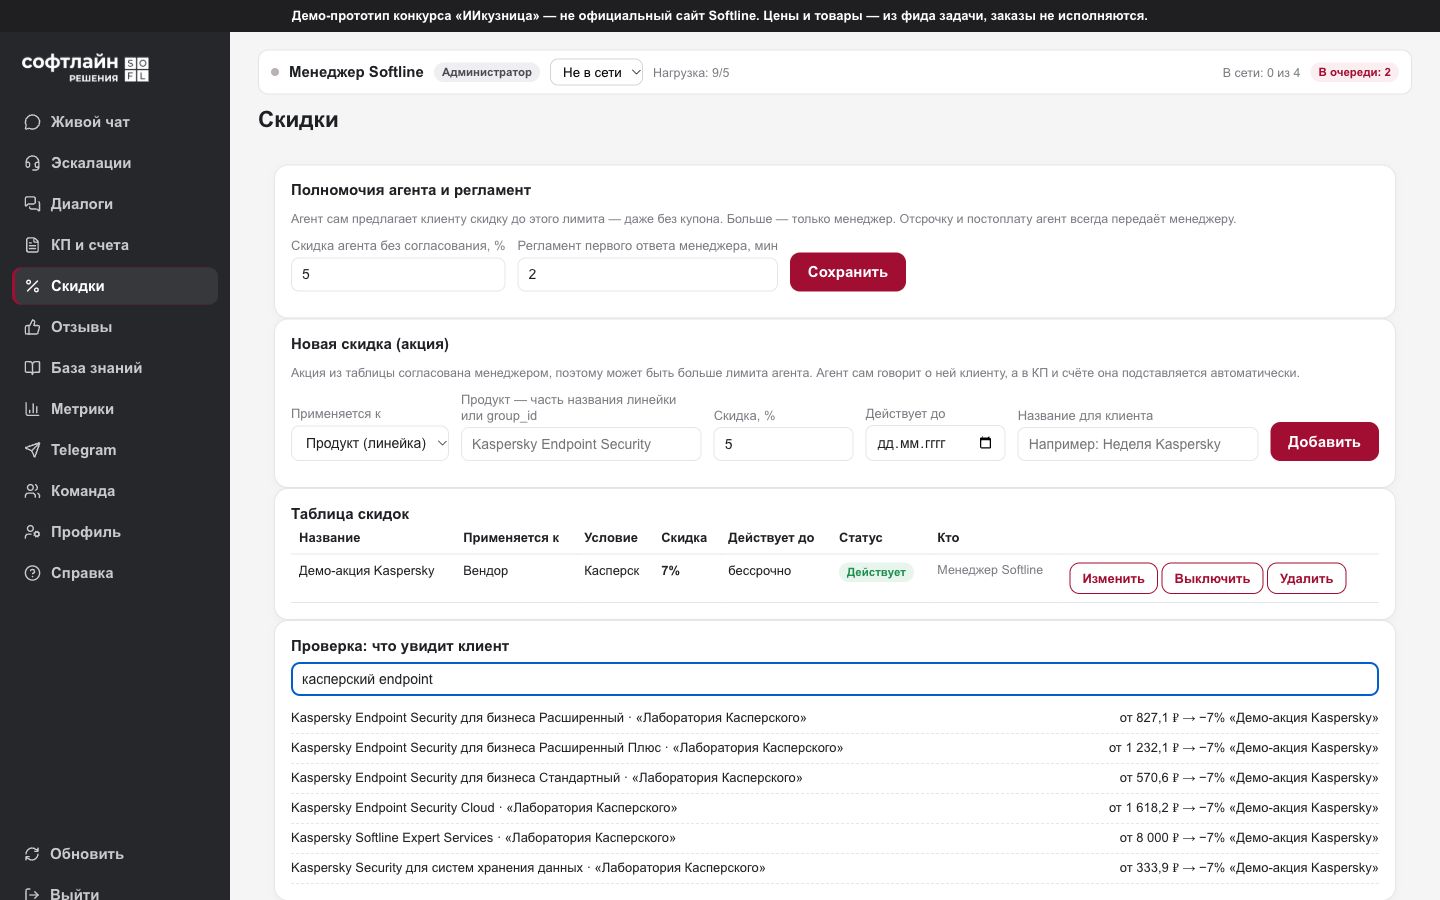 Демо-прототип конкурса «ИИкузница» — не официальный сайт Softline. Цены и товары — из фида задачи, заказы не исполняются.
софтлайн
РЕШЕНИЯ
SO
FL
Живой чат
Эскалации
Диалоги
КП и счета
Скидки
Отзывы
База знаний
Метрики
Telegram
Команда
Профиль
Справка
Обновить
Выйти
Менеджер Softline Администратор Не в сети Нагрузка: 9/5 В сети: 0 из 4 В очереди: 2
Скидки
Полномочия агента и регламент
Агент сам предлагает клиенту скидку до этого лимита — даже без купона. Больше — только менеджер. Отсрочку и постоплату агент всегда передаёт менеджеру.
Скидка агента без согласования, % Регламент первого ответа менеджера, мин
5 2 Сохранить
Новая скидка (акция)
Акция из таблицы согласована менеджером, поэтому может быть больше лимита агента. Агент сам говорит о ней клиенту, а в КП и счёте она подставляется автоматически.
Применяется к Продукт — часть названия линейки или group_id Скидка, % Действует до Название для клиента
Продукт (линейка) Kaspersky Endpoint Security 5 дд.мм.гггг Например: Неделя Kaspersky Добавить
Таблица скидок
Название Применяется к Условие Скидка Действует до Статус Кто
Демо-акция Kaspersky Вендор Касперск 7% бессрочно Действует Менеджер Softline Изменить Выключить Удалить
Проверка: что увидит клиент
касперский endpoint
Kaspersky Endpoint Security для бизнеса Расширенный · «Лаборатория Касперского» от 827,1 ₽ → −7% «Демо-акция Kaspersky»
Kaspersky Endpoint Security для бизнеса Расширенный Плюс · «Лаборатория Касперского» от 1 232,1 ₽ → −7% «Демо-акция Kaspersky»
Kaspersky Endpoint Security для бизнеса Стандартный · «Лаборатория Касперского» от 570,6 ₽ → −7% «Демо-акция Kaspersky»
Kaspersky Endpoint Security Cloud · «Лаборатория Касперского» от 1 618,2 ₽ → −7% «Демо-акция Kaspersky»
Kaspersky Softline Expert Services · «Лаборатория Касперского» от 8 000 ₽ → −7% «Демо-акция Kaspersky»
Kaspersky Security для систем хранения данных · «Лаборатория Касперского» от 333,9 ₽ → −7% «Демо-акция Kaspersky»